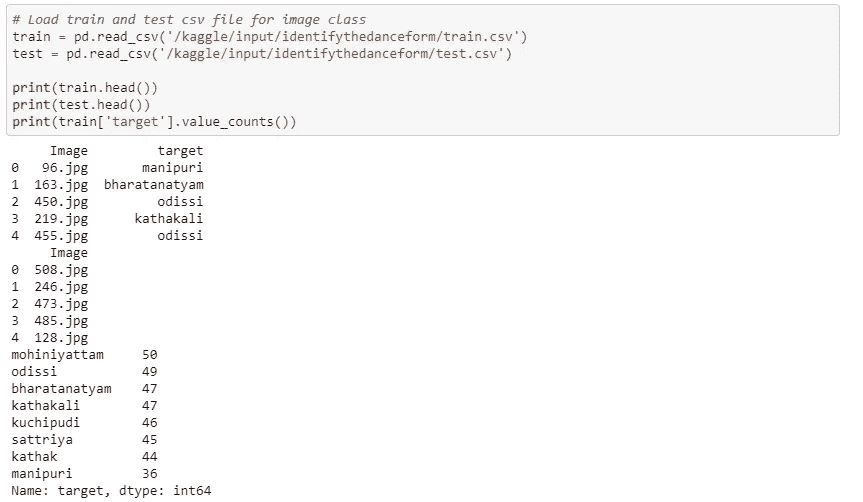 # Load train and test csv file for image class
train = pd.read_csv('/kaggle/input/identifythedanceform/train.csv')
test = pd.read_csv('/kaggle/input/identifythedanceform/test.csv')
print(train.head())
print(test.head())
print(train['target'].value_counts())
Image target
0 96.jpg manipuri
1 163.jpg bharatanatyam
2 450.jpg odissi
3 219.jpg kathakali
4 455.jpg odissi
Image
0 508.jpg
1 246.jpg
2 473.jpg
3 485.jpg
4 128.jpg
mohiniyattam 50
odissi 49
bharatanatyam 47
kathakali 47
kuchipudi 46
sattriya 45
kathak 44
manipuri 36
Name: target, dtype: int64